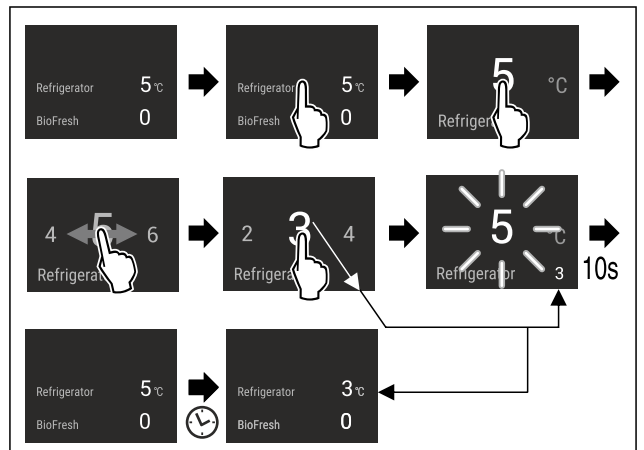 Refrigerator 5 °C
BioFresh 0
Refrigerator 5 °C
BioFresh 0
5 °C
Refriger
4 5 6
Refrigera
2 3 4
Refrigera
5 °C
Refrigerator 3
10s
Refrigerator 5 °C
BioFresh 0
Refrigerator 3 °C
BioFresh 0